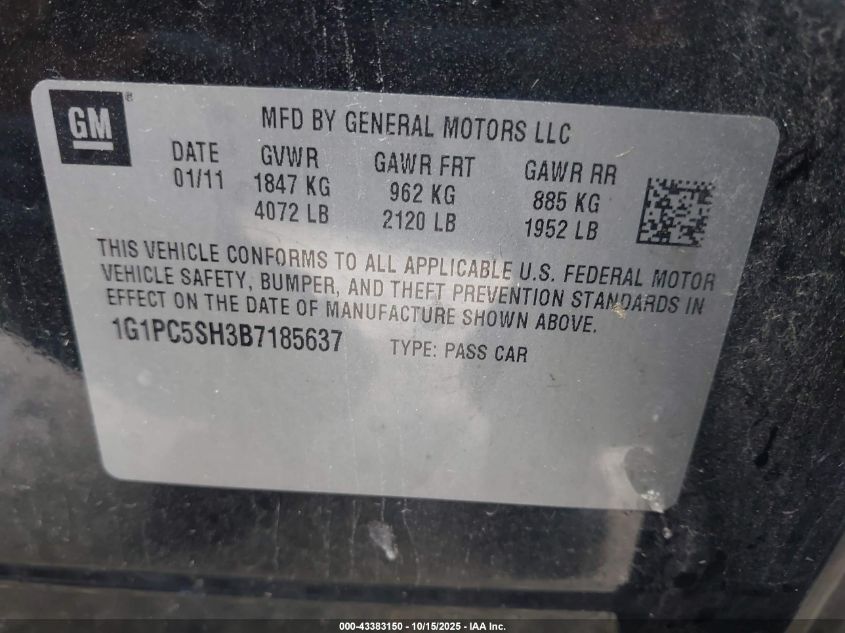 GM®
MFD BY GENERAL MOTORS LLC
DATE GVWR GAWR FRT GAWR RR
01/11 1847 KG 962 KG 885 KG
4072 LB 2120 LB 1952 LB
THIS VEHICLE CONFORMS TO ALL APPLICABLE U.S. FEDERAL MOTOR
VEHICLE SAFETY, BUMPER, AND THEFT PREVENTION STANDARDS IN
EFFECT ON THE DATE OF MANUFACTURE SHOWN ABOVE.
1G1PC5SH3B7185637 TYPE: PASS CAR
000-43383150 - 10/15/2025 - IAA Inc.